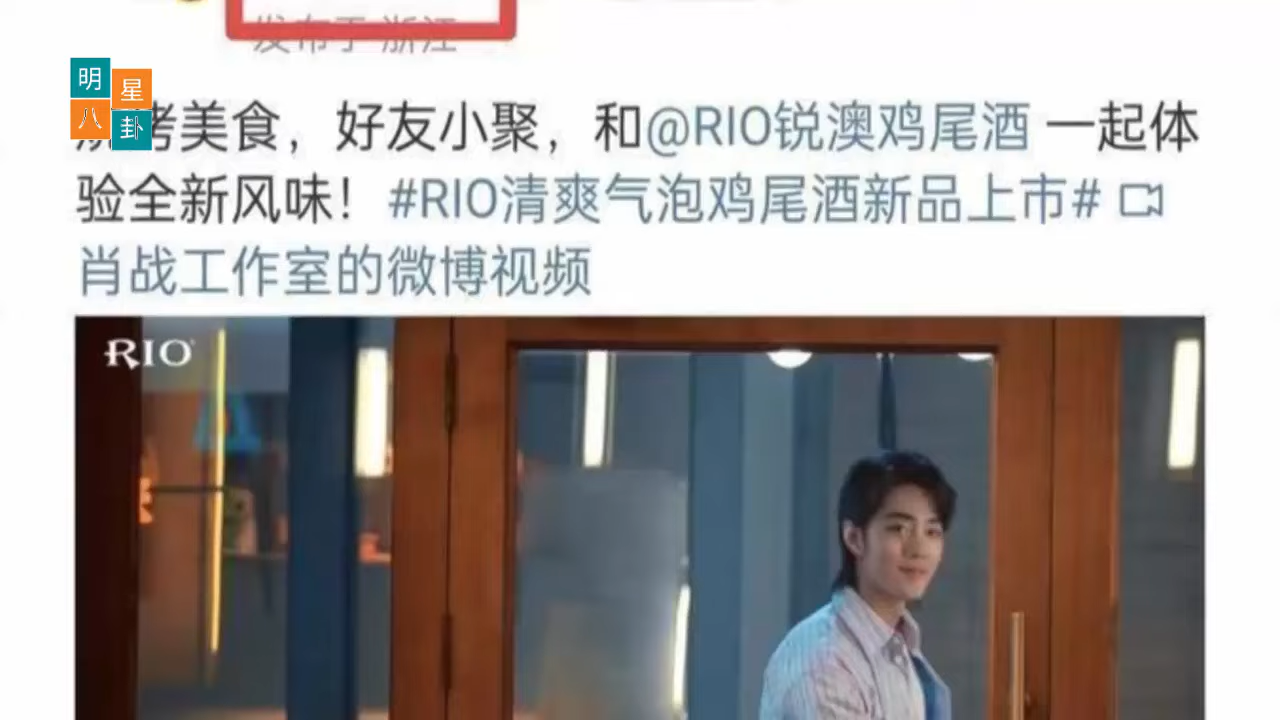 发布于 浙江
明星
八卦
烤美食，好友小聚，和@RIO锐澳鸡尾酒 一起体
验全新风味！#RIO清爽气泡鸡尾酒新品上市#
肖战工作室的微博视频
RIO